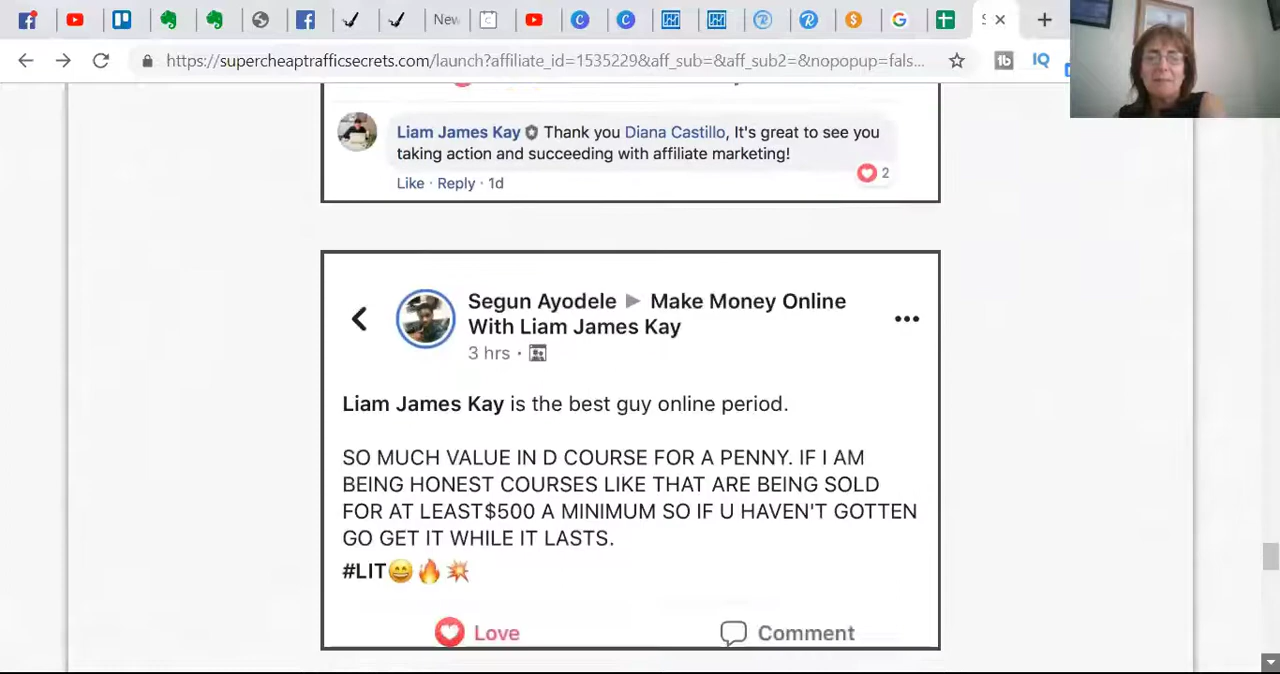 New
https://supercheaptrafficsecrets.com/launch?affiliate_id=1535229&aff_sub=&aff_sub2=&nopopup=fals...
Liam James Kay Thank you Diana Castillo, It's great to see you
taking action and succeeding with affiliate marketing!
Like · Reply · 1d
2
Segun Ayodele ▶ Make Money Online
With Liam James Kay
3 hrs ·
Liam James Kay is the best guy online period.
SO MUCH VALUE IN D COURSE FOR A PENNY. IF I AM
BEING HONEST COURSES LIKE THAT ARE BEING SOLD
FOR AT LEAST$500 A MINIMUM SO IF U HAVEN'T GOTTEN
GO GET IT WHILE IT LASTS.
#LIT😄🔥💥
Love
Comment